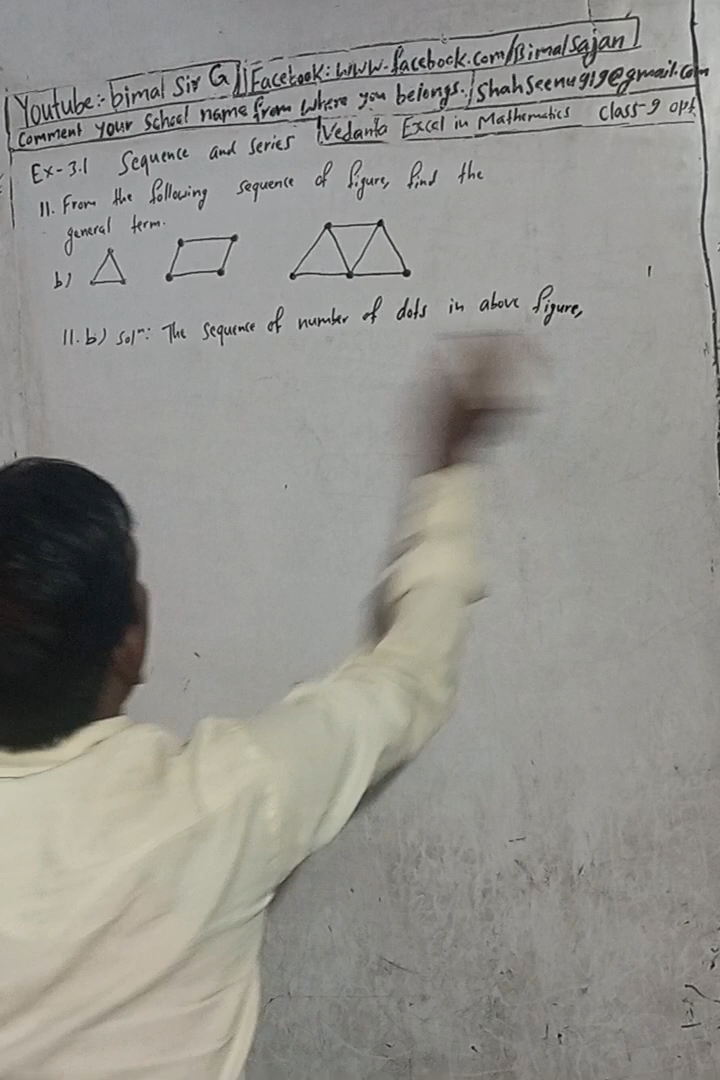 Youtube:- bimal Sir G || Facebook: www.facebook.com/BimalSajan
Comment your School name from where you belongs. / shahseenu919@gmail.com
Vedanta Excel in Mathematics Class-9 opt
Ex-3.1 Sequence and series
11. From the following sequence of figure, find the
general term.
b)
11.b) solⁿ: The sequence of number of dots in above figure,